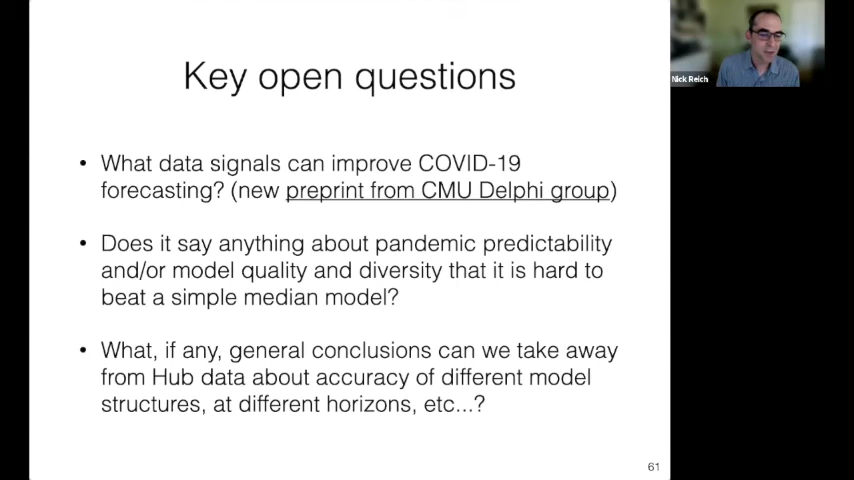 Key open questions
• What data signals can improve COVID-19
forecasting? (new preprint from CMU Delphi group)
• Does it say anything about pandemic predictability
and/or model quality and diversity that it is hard to
beat a simple median model?
• What, if any, general conclusions can we take away
from Hub data about accuracy of different model
structures, at different horizons, etc...?
61
Nick Reich